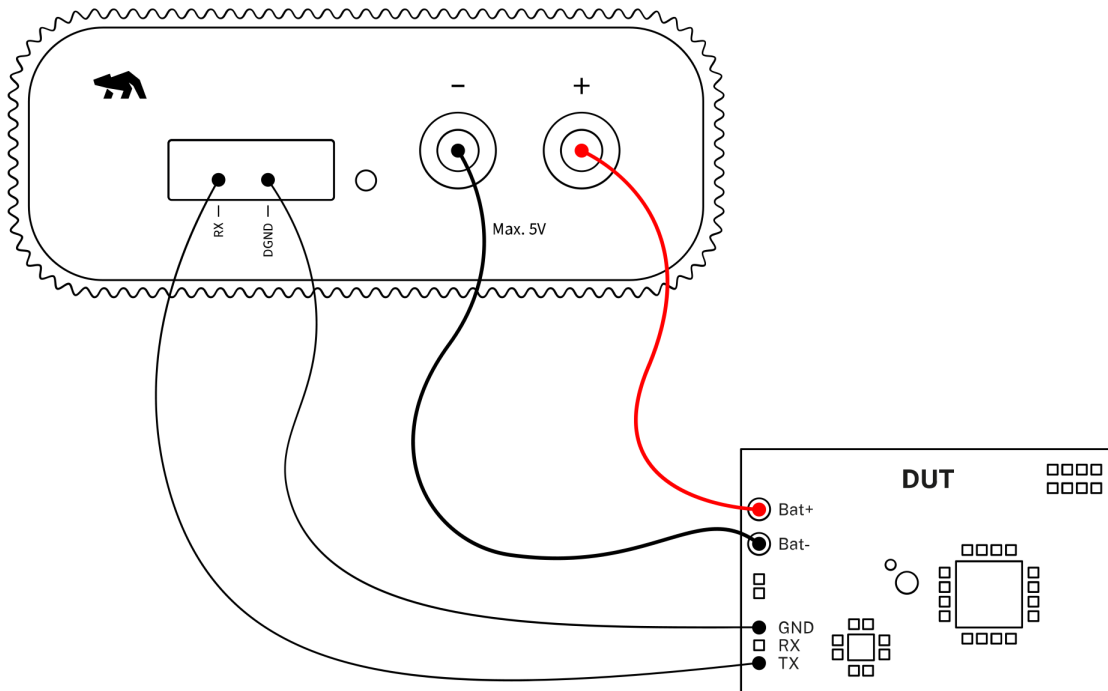 − +
RX
DGND
Max. 5V
DUT
Bat+
Bat-
GND
RX
TX